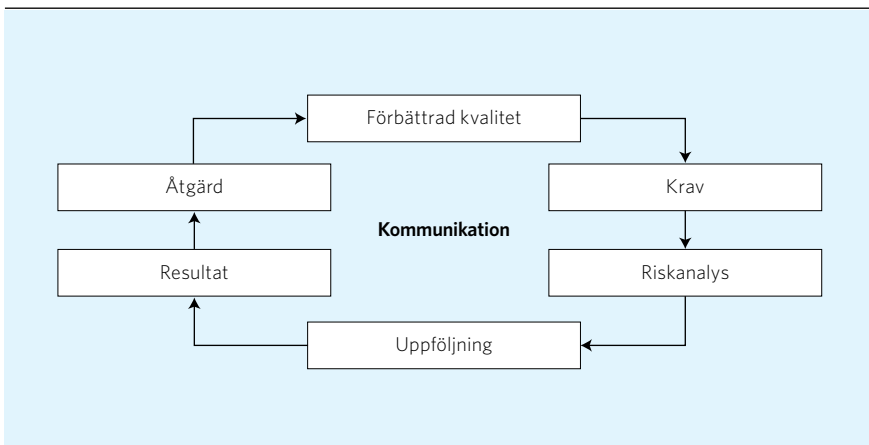 Förbättrad kvalitet
Åtgärd
Krav
Kommunikation
Resultat
Riskanalys
Uppföljning